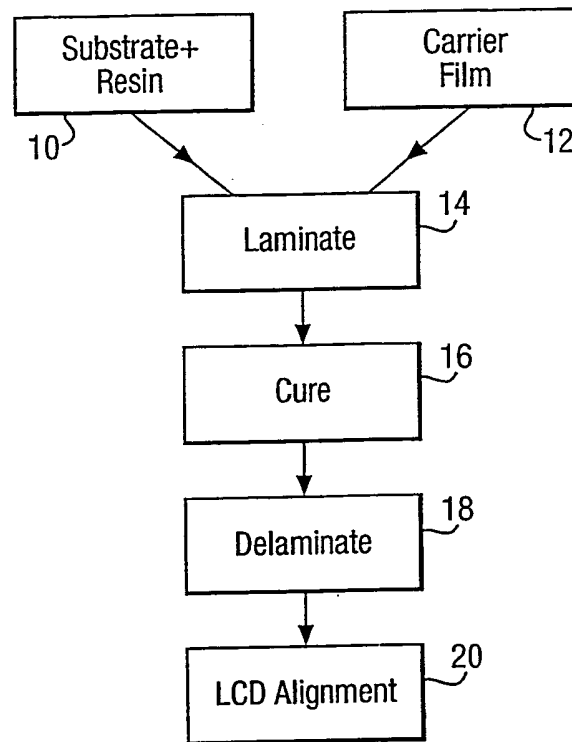 Substrate+
Resin
10
Carrier
Film
12
Laminate
14
Cure
16
Delaminate
18
LCD Alignment
20